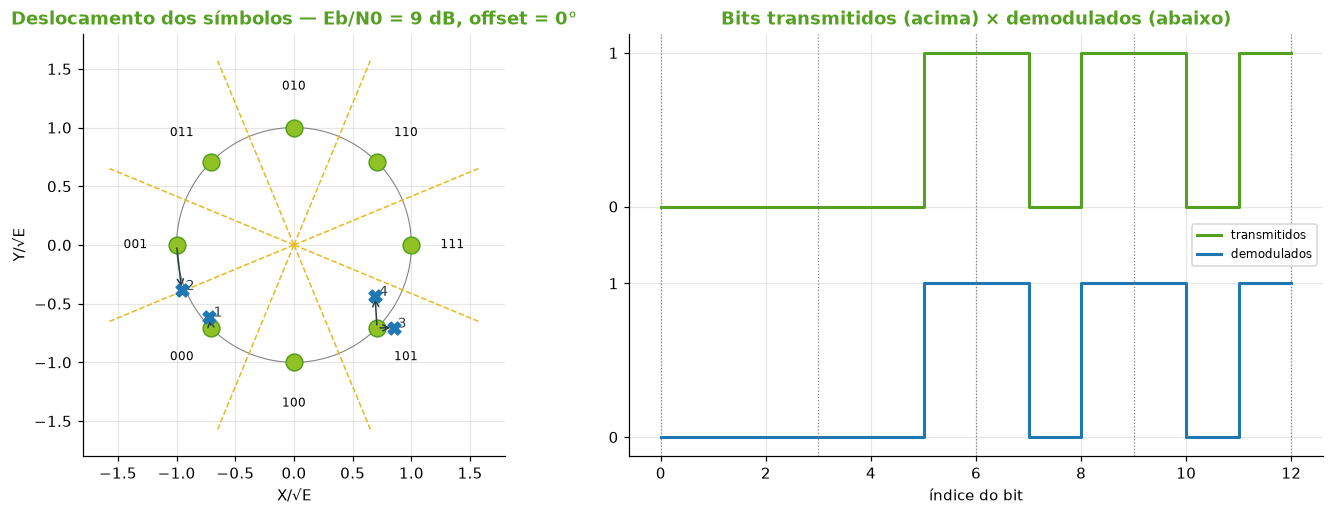 Deslocamento dos símbolos — Eb/N0 = 9 dB, offset = 0°
1.5
1.0
0.5
0.0
−0.5
−1.0
−1.5
Y/√E
010
011
110
001
111
000
101
100
2
1
4
3
−1.5 −1.0 −0.5 0.0 0.5 1.0 1.5
X/√E
Bits transmitidos (acima) × demodulados (abaixo)
1
0
1
0
transmitidos
demodulados
0 2 4 6 8 10 12
índice do bit